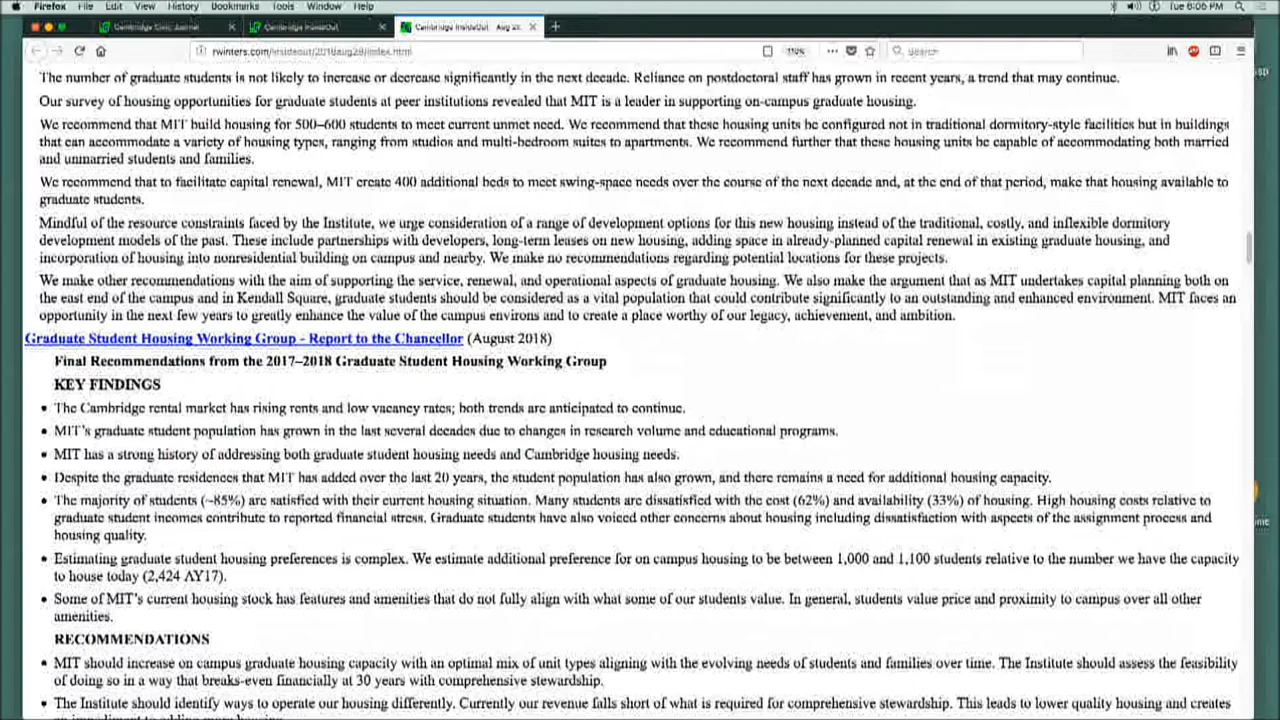 Firefox File Edit View History Bookmarks Tools Window Help Tue 6:06 PM
Cambridge Civic Journal Cambridge InsideOut Cambridge InsideOut Aug 28
rwinters.com/insideout/2018aug28/index.htm Search
The number of graduate students is not likely to increase or decrease significantly in the next decade. Reliance on postdoctoral staff has grown in recent years, a trend that may continue.
Our survey of housing opportunities for graduate students at peer institutions revealed that MIT is a leader in supporting on-campus graduate housing.
We recommend that MIT build housing for 500–600 students to meet current unmet need. We recommend that these housing units be configured not in traditional dormitory-style facilities but in buildings
that can accommodate a variety of housing types, ranging from studios and multi-bedroom suites to apartments. We recommend further that these housing units be capable of accommodating both married
and unmarried students and families.
We recommend that to facilitate capital renewal, MIT create 400 additional beds to meet swing-space needs over the course of the next decade and, at the end of that period, make that housing available to
graduate students.
Mindful of the resource constraints faced by the Institute, we urge consideration of a range of development options for this new housing instead of the traditional, costly, and inflexible dormitory
development models of the past. These include partnerships with developers, long-term leases on new housing, adding space in already-planned capital renewal in existing graduate housing, and
incorporation of housing into nonresidential building on campus and nearby. We make no recommendations regarding potential locations for these projects.
We make other recommendations with the aim of supporting the service, renewal, and operational aspects of graduate housing. We also make the argument that as MIT undertakes capital planning both on
the east end of the campus and in Kendall Square, graduate students should be considered as a vital population that could contribute significantly to an outstanding and enhanced environment. MIT faces an
opportunity in the next few years to greatly enhance the value of the campus environs and to create a place worthy of our legacy, achievement, and ambition.
Graduate Student Housing Working Group - Report to the Chancellor (August 2018)
Final Recommendations from the 2017–2018 Graduate Student Housing Working Group
KEY FINDINGS
• The Cambridge rental market has rising rents and low vacancy rates; both trends are anticipated to continue.
• MIT's graduate student population has grown in the last several decades due to changes in research volume and educational programs.
• MIT has a strong history of addressing both graduate student housing needs and Cambridge housing needs.
• Despite the graduate residences that MIT has added over the last 20 years, the student population has also grown, and there remains a need for additional housing capacity.
• The majority of students (~85%) are satisfied with their current housing situation. Many students are dissatisfied with the cost (62%) and availability (33%) of housing. High housing costs relative to
graduate student incomes contribute to reported financial stress. Graduate students have also voiced other concerns about housing including dissatisfaction with aspects of the assignment process and
housing quality.
• Estimating graduate student housing preferences is complex. We estimate additional preference for on campus housing to be between 1,000 and 1,100 students relative to the number we have the capacity
to house today (2,424 AY17).
• Some of MIT's current housing stock has features and amenities that do not fully align with what some of our students value. In general, students value price and proximity to campus over all other
amenities.
RECOMMENDATIONS
• MIT should increase on campus graduate housing capacity with an optimal mix of unit types aligning with the evolving needs of students and families over time. The Institute should assess the feasibility
of doing so in a way that breaks-even financially at 30 years with comprehensive stewardship.
• The Institute should identify ways to operate our housing differently. Currently our revenue falls short of what is required for comprehensive stewardship. This leads to lower quality housing and creates